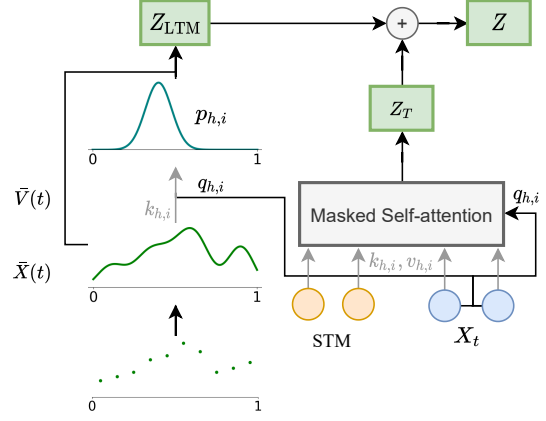 Z_LTM
+
Z
p_{h,i}
Z_T
0 1
q_{h,i}
q_{h,i}
V̄(t)
k_{h,i}
Masked Self-attention
X̄(t)
k_{h,i}, v_{h,i}
0 1
STM
X_t
0 1